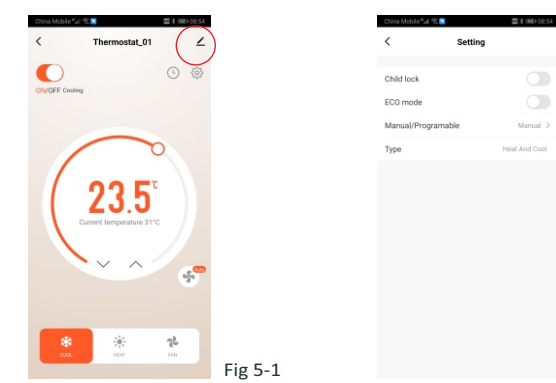 China Mobile 08:54
Thermostat_01
ON/OFF Cooling
23.5℃
Current temperature 31°C
AUTO
COOL HEAT FAN
Fig 5-1
China Mobile 08:54
Setting
Child lock
ECO mode
Manual/Programable Manual >
Type Heat And Cool